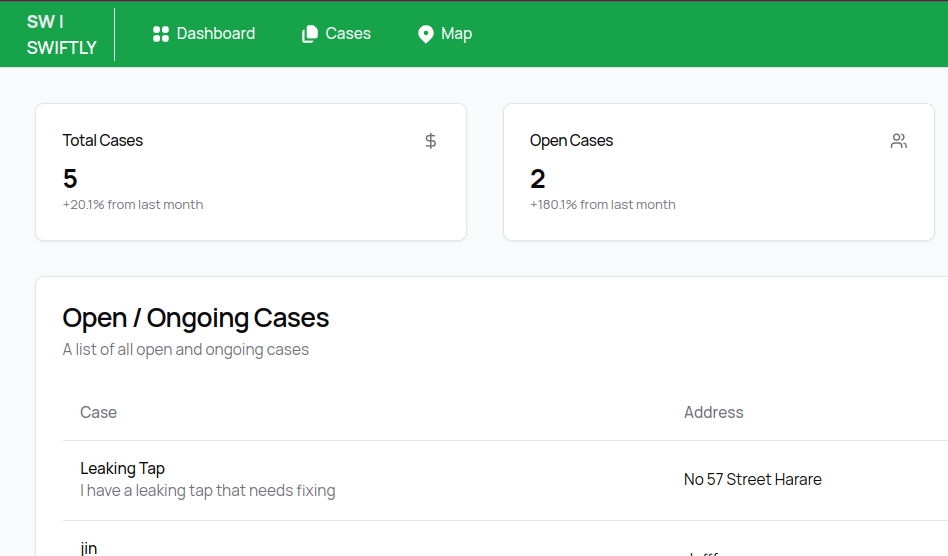 SW |
SWIFTLY
Dashboard
Cases
Map
Total Cases
$
5
+20.1% from last month
Open Cases
2
+180.1% from last month
Open / Ongoing Cases
A list of all open and ongoing cases
Case
Address
Leaking Tap
I have a leaking tap that needs fixing
No 57 Street Harare
jin